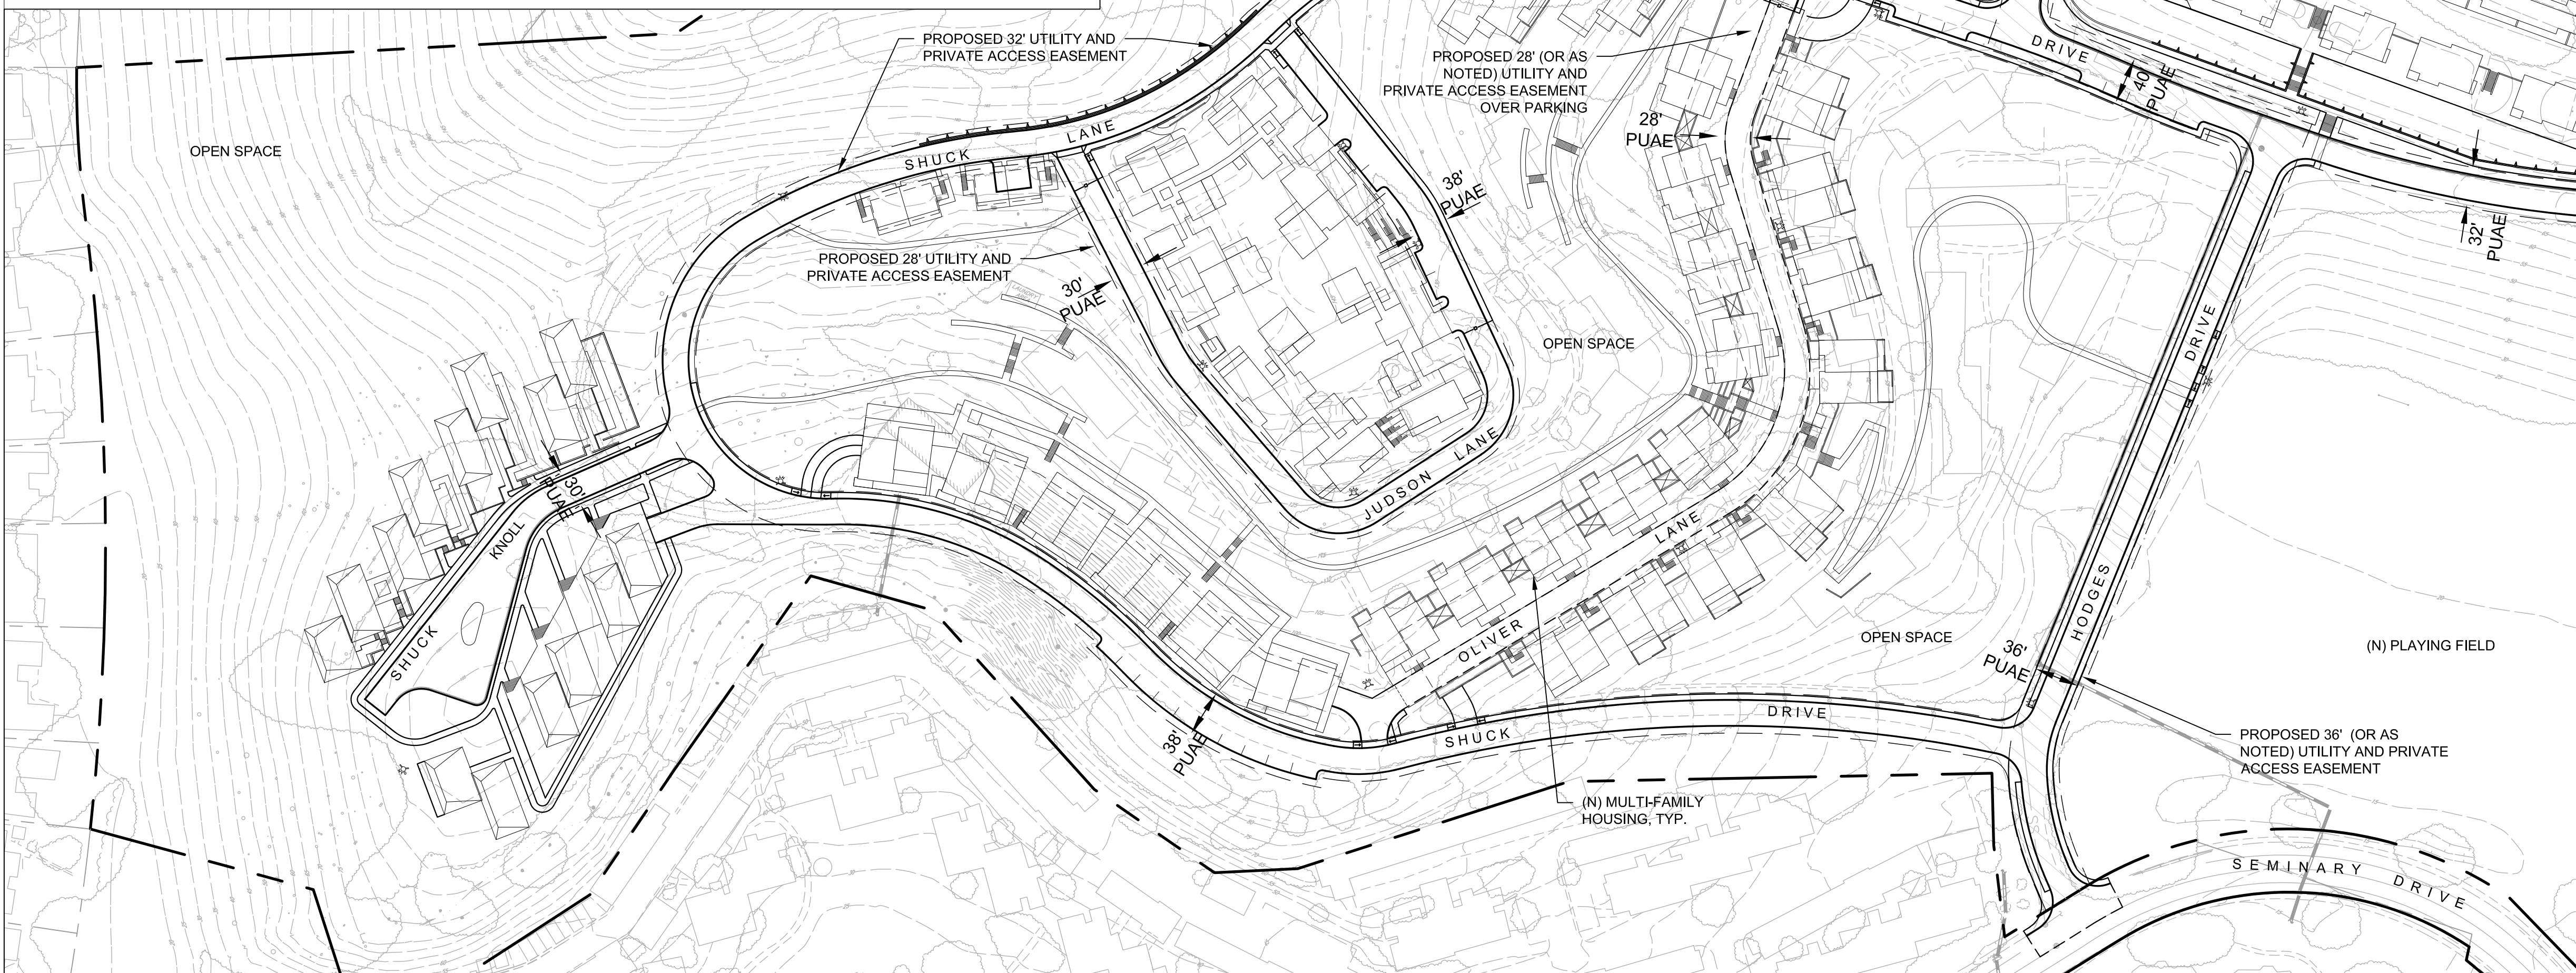 PROPOSED 32' UTILITY AND
PRIVATE ACCESS EASEMENT
PROPOSED 28' (OR AS
NOTED) UTILITY AND
PRIVATE ACCESS EASEMENT
OVER PARKING
DRIVE
40'
PUAE
28'
PUAE
OPEN SPACE
SHUCK LANE
38'
PUAE
32'
PUAE
PROPOSED 28' UTILITY AND
PRIVATE ACCESS EASEMENT
30'
PUAE
LAUNDRY
OPEN SPACE
DRIVE
JUDSON LANE
30'
PUAE
KNOLL
SHUCK
LANE
OLIVER
HODGES
OPEN SPACE
36'
PUAE
(N) PLAYING FIELD
38'
PUAE
SHUCK DRIVE
PROPOSED 36' (OR AS
NOTED) UTILITY AND PRIVATE
ACCESS EASEMENT
(N) MULTI-FAMILY
HOUSING, TYP.
SEMINARY DRIVE